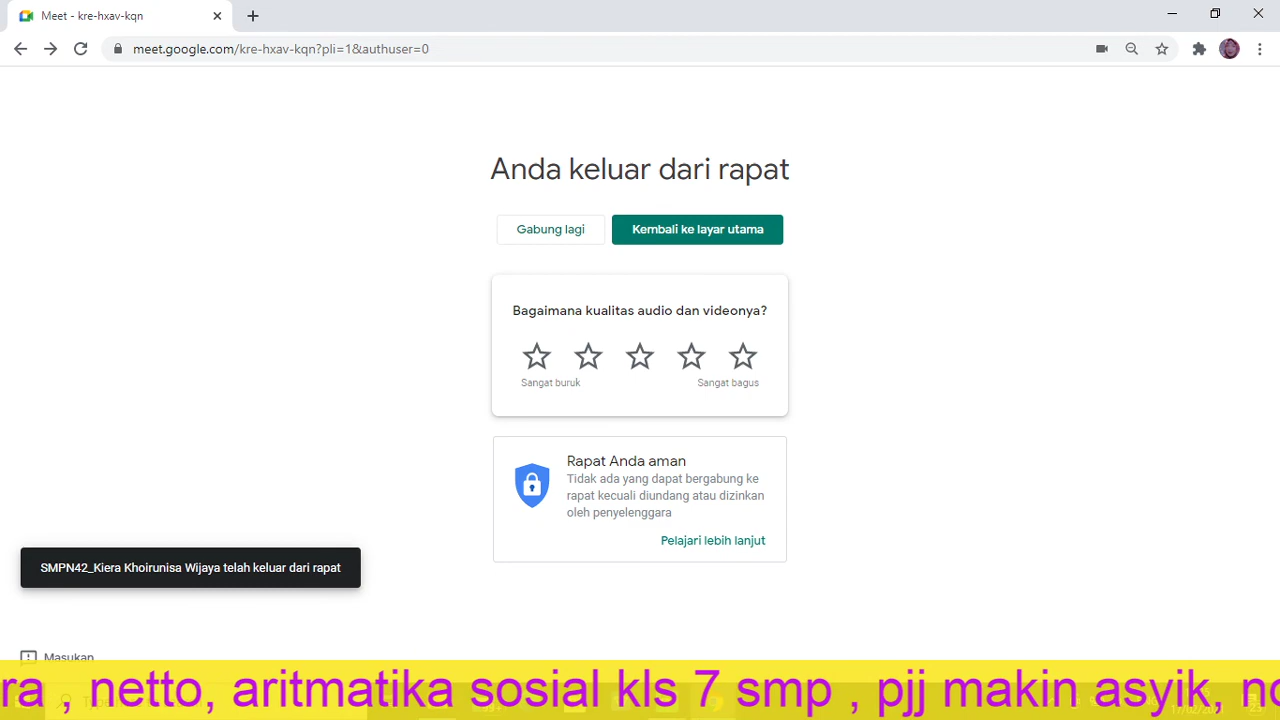 Meet - kre-hxav-kqn
meet.google.com/kre-hxav-kqn?pli=1&authuser=0
Anda keluar dari rapat
Gabung lagi
Kembali ke layar utama
Bagaimana kualitas audio dan videonya?
Sangat buruk
Sangat bagus
Rapat Anda aman
Tidak ada yang dapat bergabung ke
rapat kecuali diundang atau dizinkan
oleh penyelenggara
Pelajari lebih lanjut
SMPN42_Kiera Khoirunisa Wijaya telah keluar dari rapat
Masukan
ra , netto, aritmatika sosial kls 7 smp , pjj makin asyik, no